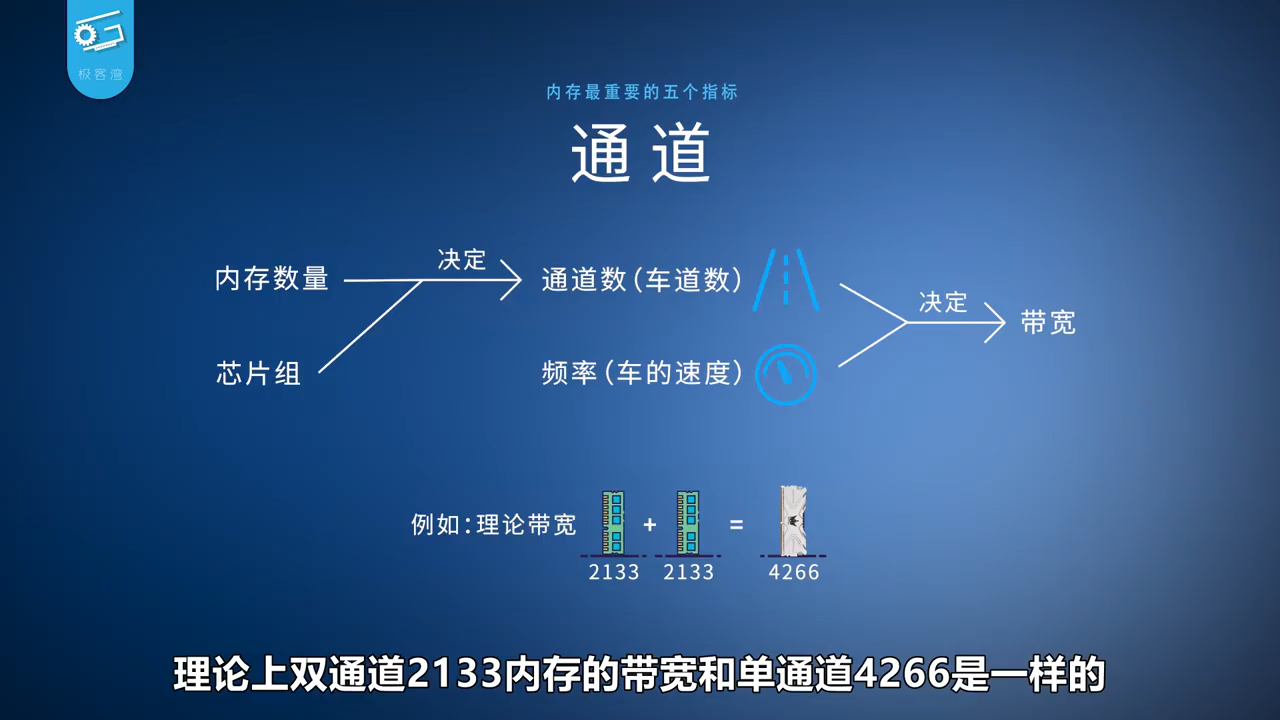 极客湾
内存最重要的五个指标
通道
内存数量
决定
通道数(车道数)
芯片组
频率(车的速度)
决定
带宽
例如:理论带宽
+
=
2133
2133
4266
理论上双通道2133内存的带宽和单通道4266是一样的